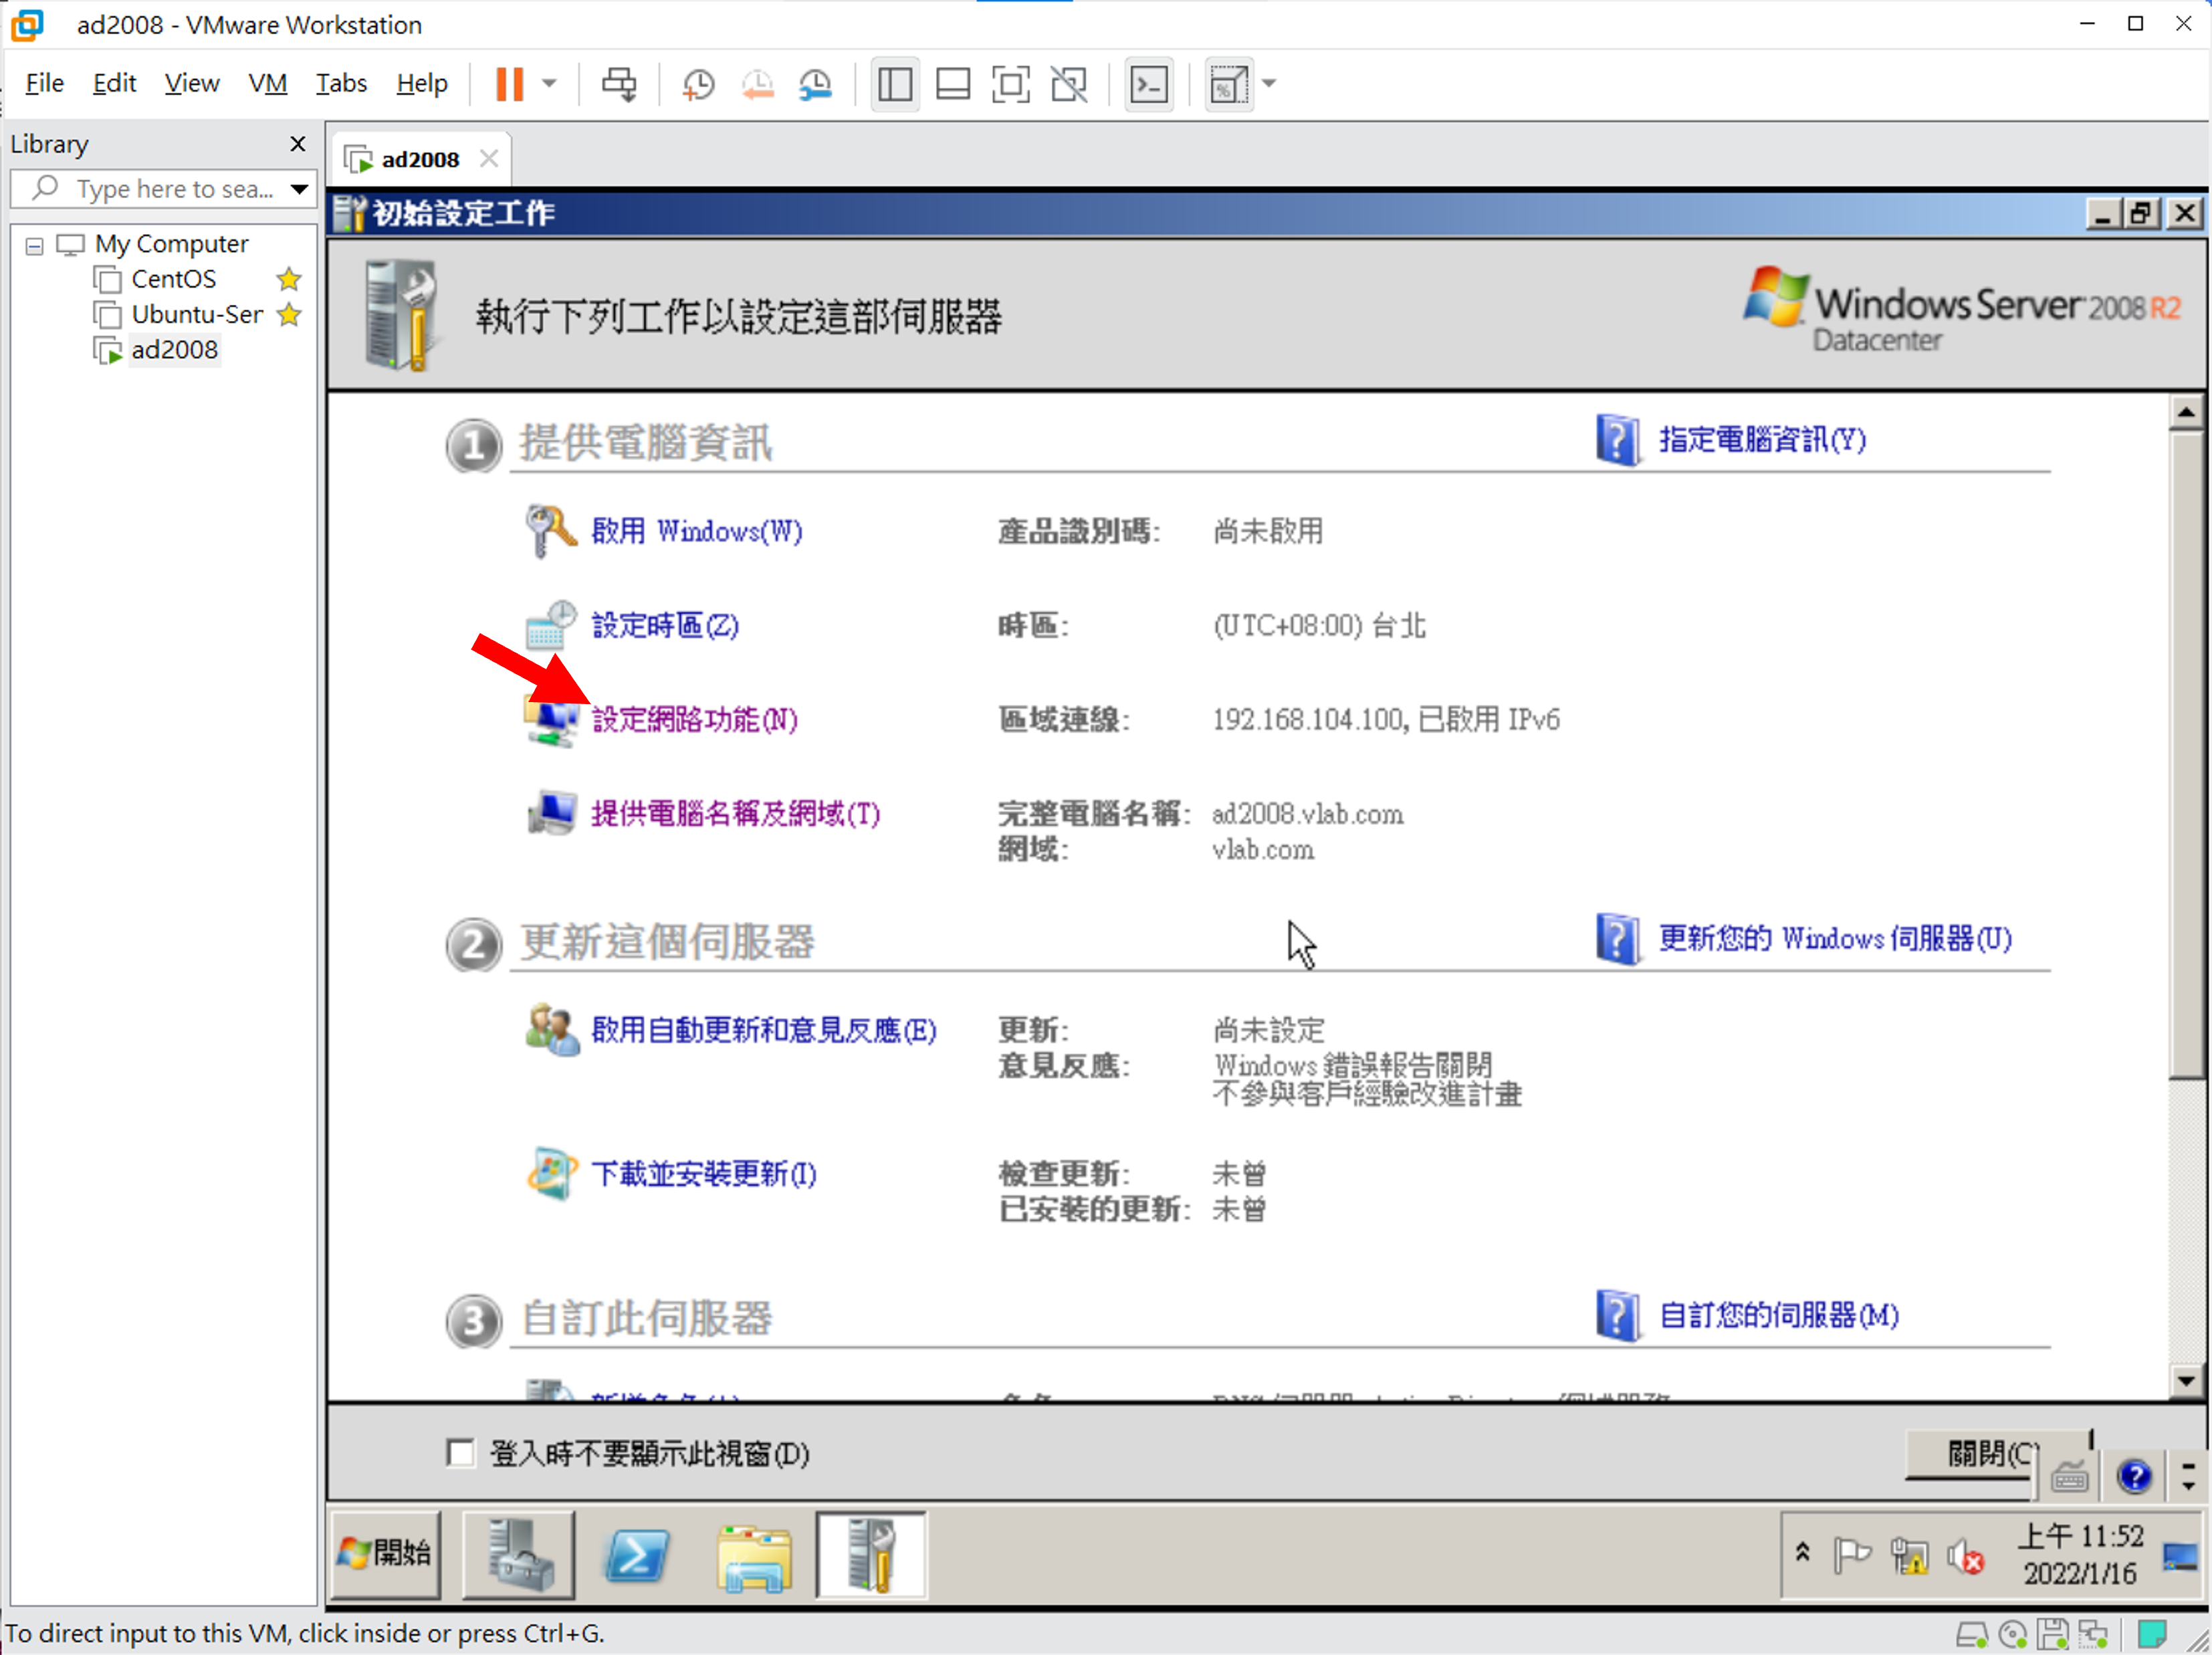 ad2008 - VMware Workstation
File Edit View VM Tabs Help
Library
Type here to sea...
My Computer
CentOS
Ubuntu-Ser
ad2008
ad2008
初始設定工作
執行下列工作以設定這部伺服器
Windows Server 2008 R2
Datacenter
1 提供電腦資訊 指定電腦資訊(Y)
啟用 Windows(W) 產品識別碼: 尚未啟用
設定時區(Z) 時區: (UTC+08:00) 台北
設定網路功能(N) 區域連線: 192.168.104.100, 已啟用 IPv6
提供電腦名稱及網域(T) 完整電腦名稱: ad2008.vlab.com
網域: vlab.com
2 更新這個伺服器 更新您的 Windows 伺服器(U)
啟用自動更新和意見反應(E) 更新: 尚未設定
意見反應: Windows 錯誤報告關閉
不參與客戶經驗改進計畫
下載並安裝更新(I) 檢查更新: 未曾
已安裝的更新: 未曾
3 自訂此伺服器 自訂您的伺服器(M)
登入時不要顯示此視窗(D)
關閉(C)
開始
上午 11:52
2022/1/16
To direct input to this VM, click inside or press Ctrl+G.